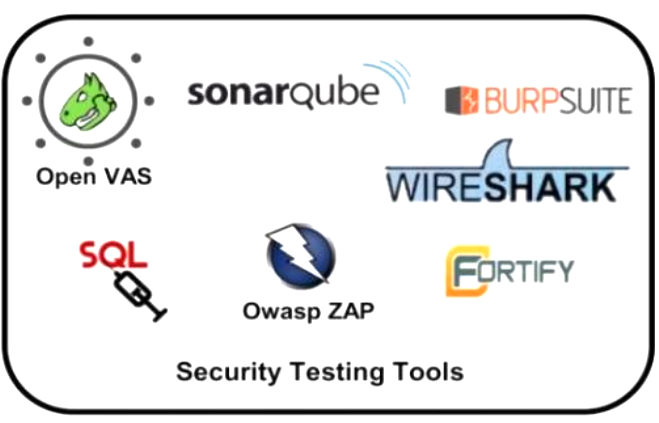 sonarqube
BURPSUITE
Open VAS
WIRESHARK
SQL
FORTIFY
Owasp ZAP
Security Testing Tools